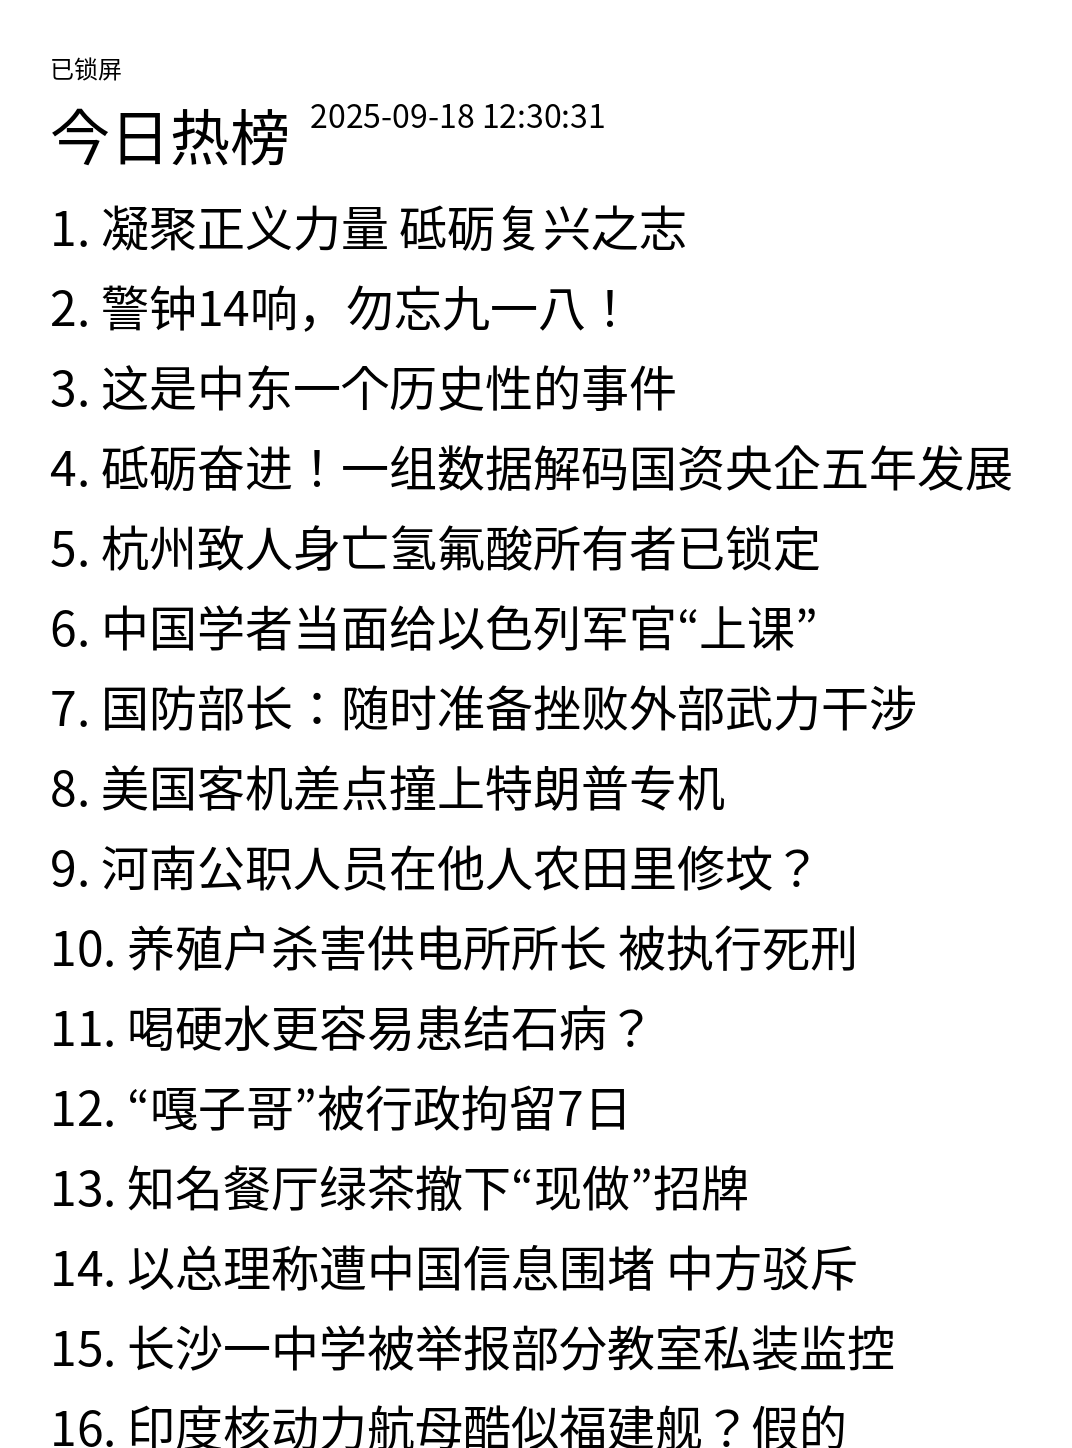 已锁屏
今日热榜 2025-09-18 12:30:31
1. 凝聚正义力量 砥砺复兴之志
2. 警钟14响，勿忘九一八！
3. 这是中东一个历史性的事件
4. 砥砺奋进！一组数据解码国资央企五年发展
5. 杭州致人身亡氢氟酸所有者已锁定
6. 中国学者当面给以色列军官“上课”
7. 国防部长：随时准备挫败外部武力干涉
8. 美国客机差点撞上特朗普专机
9. 河南公职人员在他人农田里修坟？
10. 养殖户杀害供电所所长 被执行死刑
11. 喝硬水更容易患结石病？
12. “嘎子哥”被行政拘留7日
13. 知名餐厅绿茶撤下“现做”招牌
14. 以总理称遭中国信息围堵 中方驳斥
15. 长沙一中学被举报部分教室私装监控
16. 印度核动力航母酷似福建舰？假的